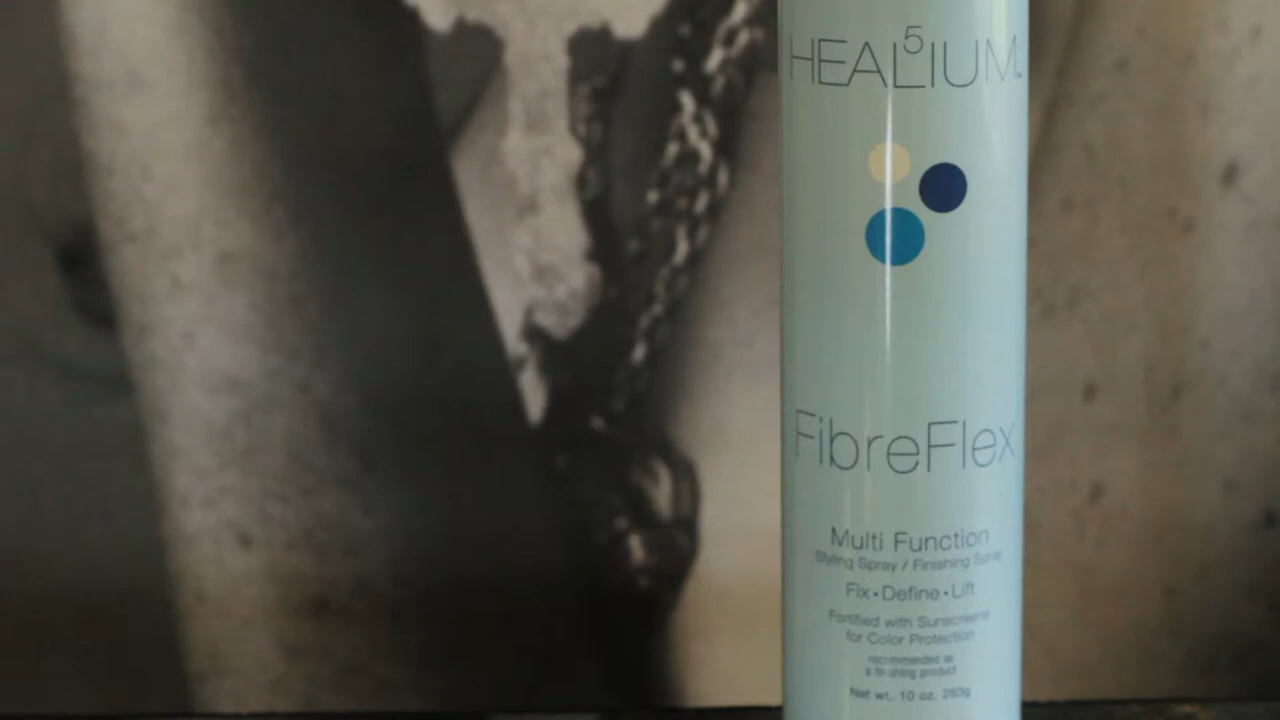 HEAL5IUM
FibreFlex
Multi Function
Styling Spray / Finishing Spray
Fix • Define • Lift
Fortified with Sunscreens
for Color Protection
recommended as
a finishing product
Net wt. 10 oz. 283g